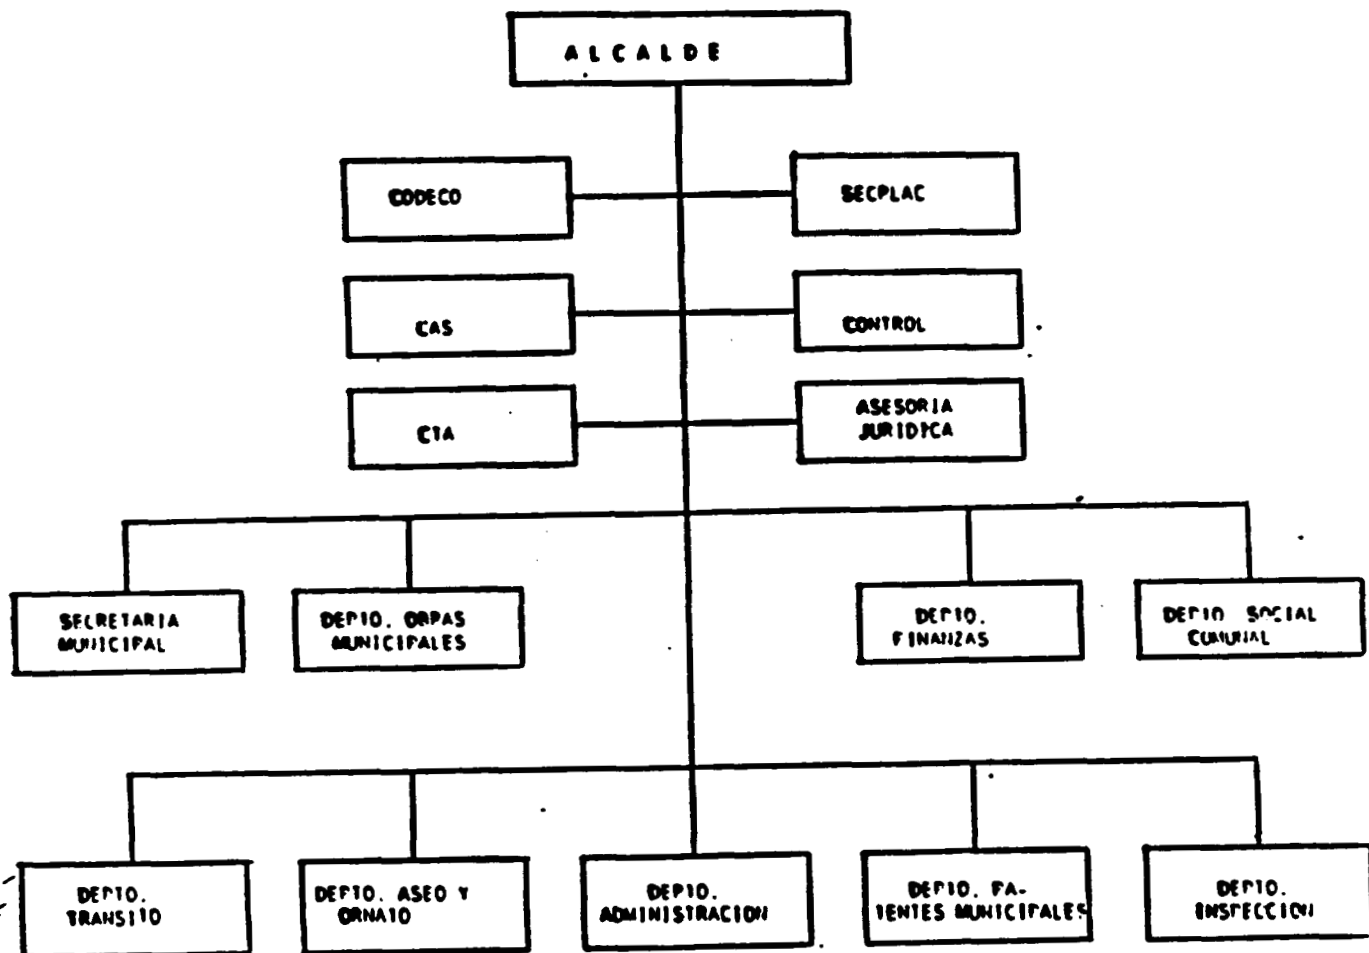 ALCALDE
CODECO
SECPLAC
CAS
CONTROL
CTA
ASESORIA
JURIDICA
SECRETARIA
MUNICIPAL
DEPTO. OBRAS
MUNICIPALES
DEPTO.
FINANZAS
DEPTO SOCIAL
COMUNAL
DEPTO.
TRANSITO
DEPTO. ASEO Y
ORNATO
DEPTO.
ADMINISTRACION
DEPTO. PA-
TENTES MUNICIPALES
DEPTO.
INSPECCION